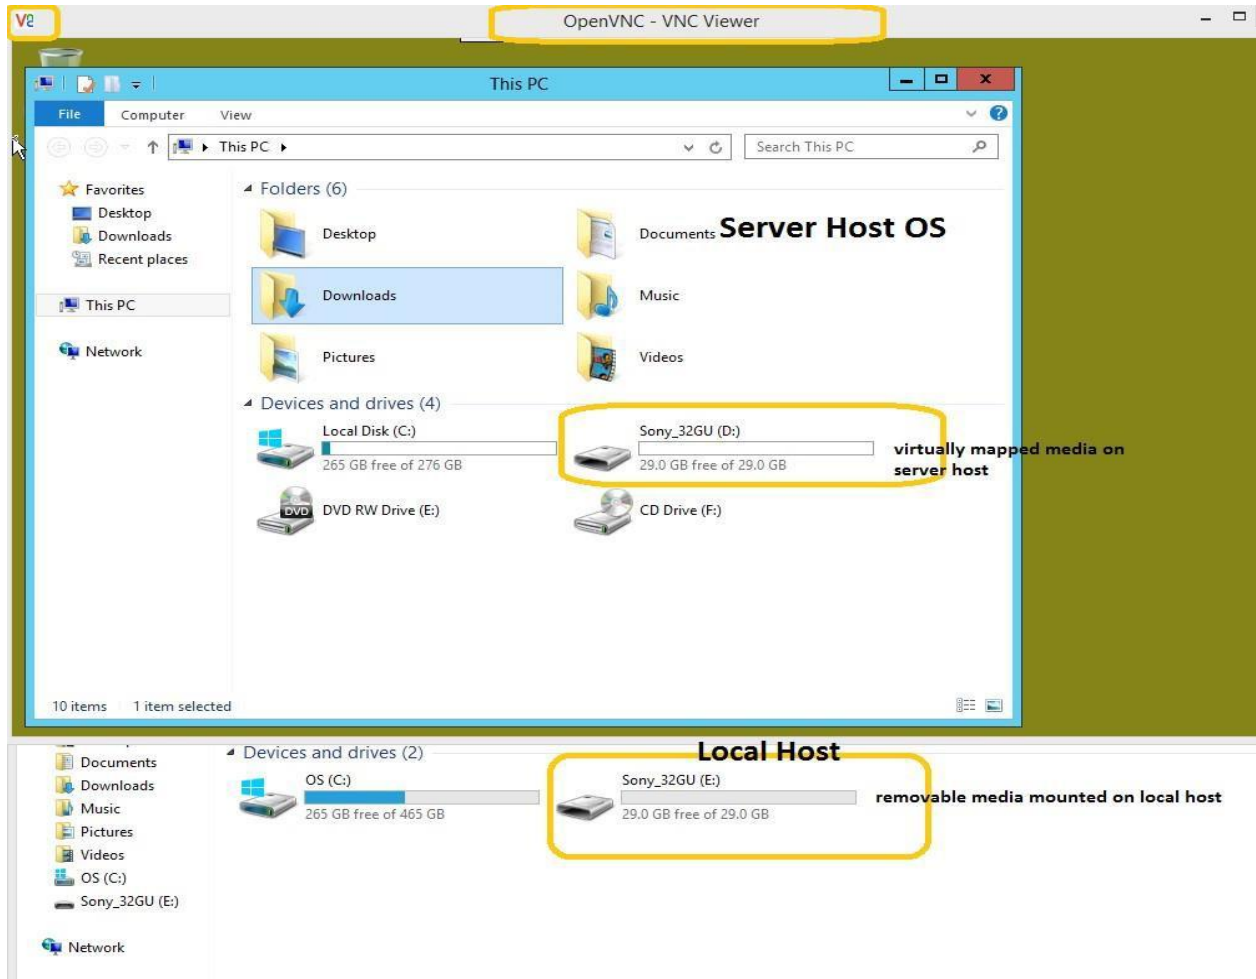 V2 OpenVNC - VNC Viewer
This PC
File Computer View
This PC Search This PC
Favorites
Desktop
Downloads
Recent places
This PC
Network
Folders (6)
Desktop
Documents
Server Host OS
Downloads
Music
Pictures
Videos
Devices and drives (4)
Local Disk (C:)
265 GB free of 276 GB
Sony_32GU (D:)
29.0 GB free of 29.0 GB
virtually mapped media on
server host
DVD RW Drive (E:)
CD Drive (F:)
10 items 1 item selected
Documents
Downloads
Music
Pictures
Videos
OS (C:)
Sony_32GU (E:)
Network
Devices and drives (2)
Local Host
OS (C:)
265 GB free of 465 GB
Sony_32GU (E:)
29.0 GB free of 29.0 GB
removable media mounted on local host